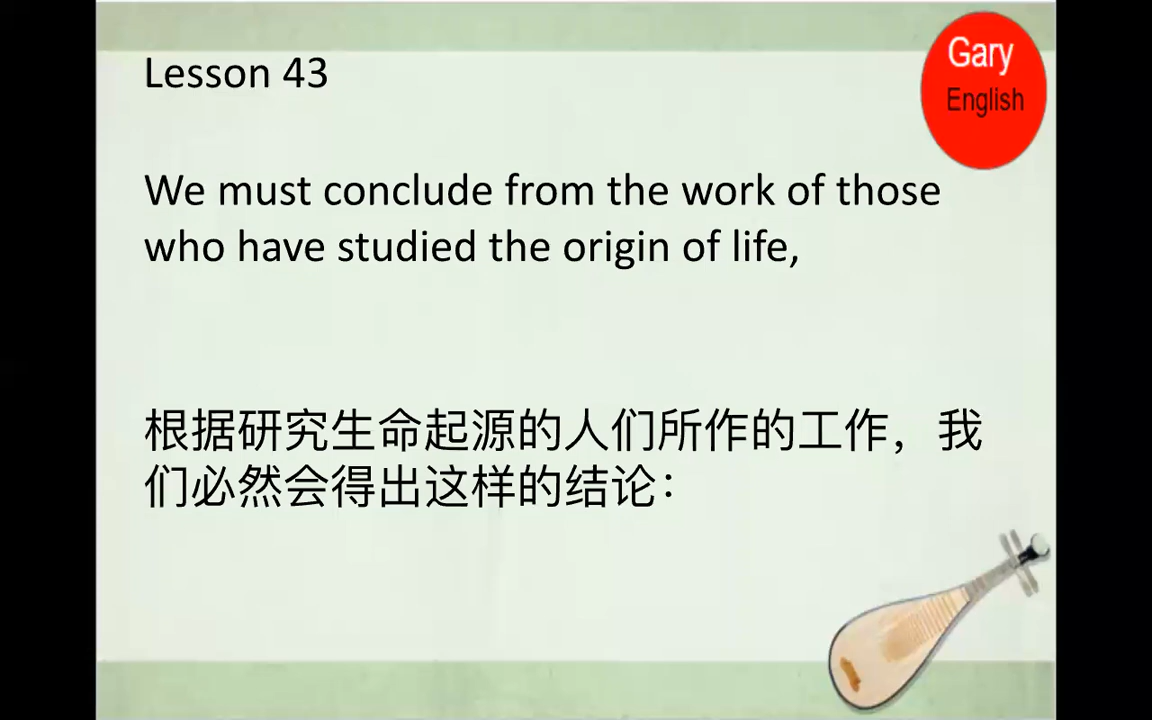 Lesson 43
Gary
English
We must conclude from the work of those
who have studied the origin of life,
根据研究生命起源的人们所作的工作，我
们必然会得出这样的结论：